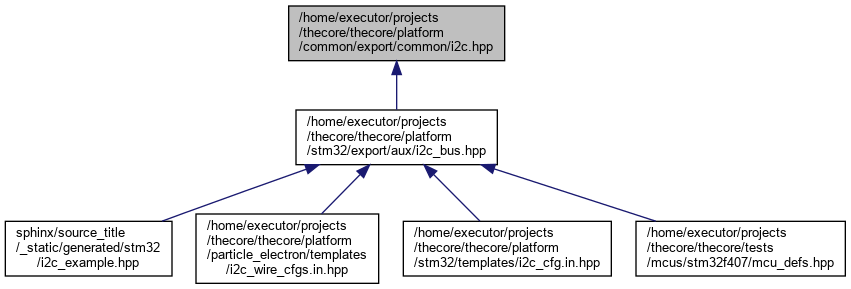 /home/executor/projects
/thecore/thecore/platform
/common/export/common/i2c.hpp
/home/executor/projects
/thecore/thecore/platform
/stm32/export/aux/i2c_bus.hpp
sphinx/source_title
/_static/generated/stm32
/i2c_example.hpp
/home/executor/projects
/thecore/thecore/platform
/particle_electron/templates
/i2c_wire_cfgs.in.hpp
/home/executor/projects
/thecore/thecore/platform
/stm32/templates/i2c_cfg.in.hpp
/home/executor/projects
/thecore/thecore/tests
/mcus/stm32f407/mcu_defs.hpp